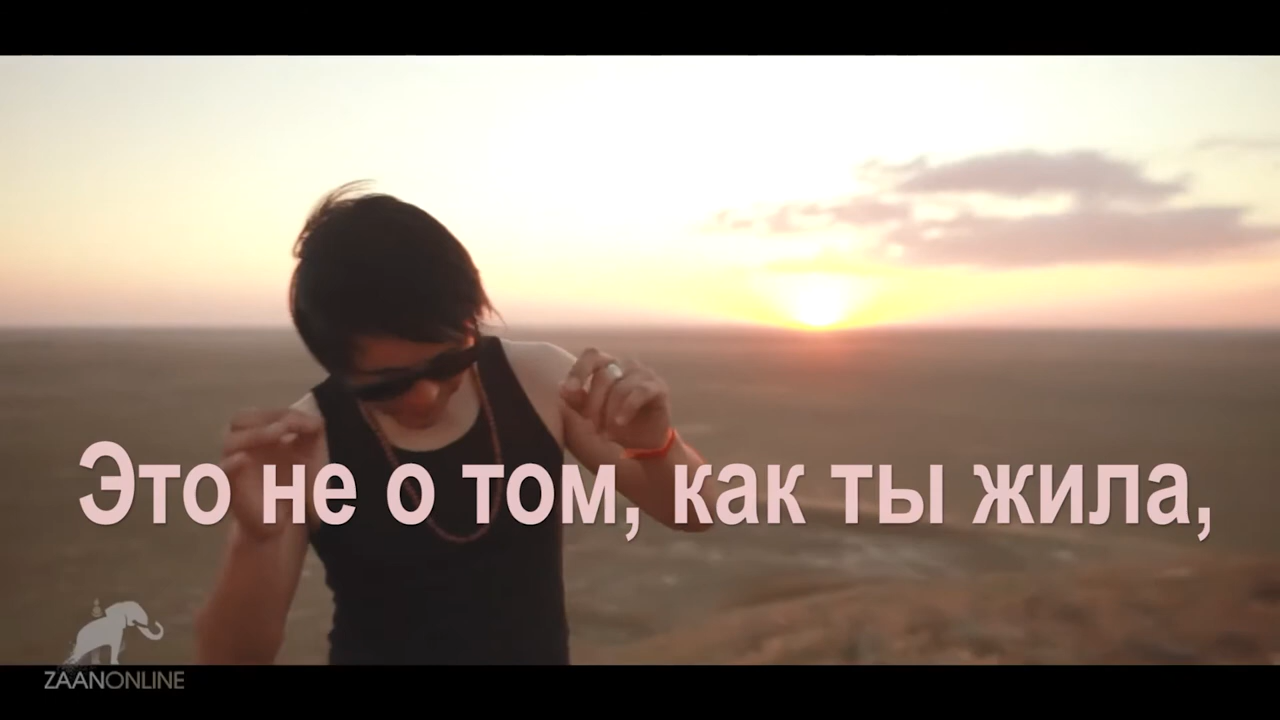 Это не о том, как ты жила,
ZAANONLINE